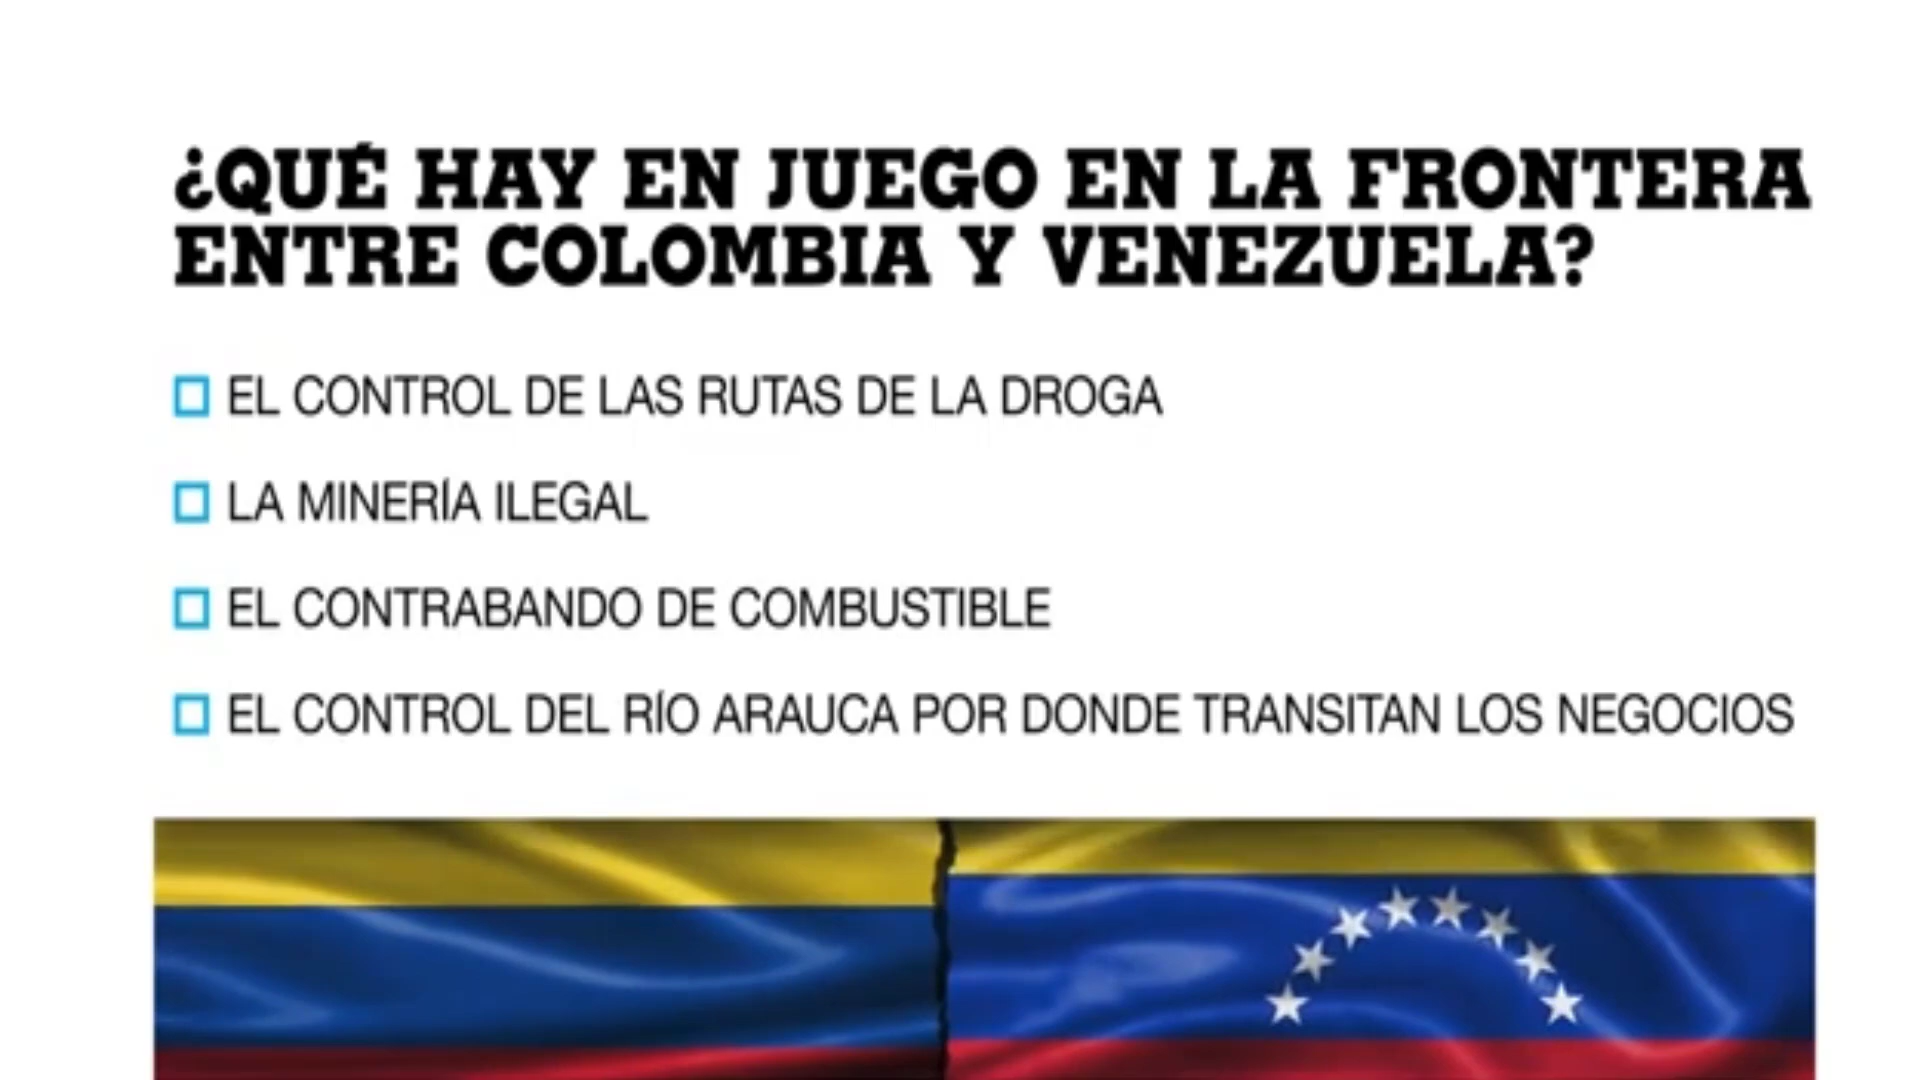 ¿QUÉ HAY EN JUEGO EN LA FRONTERA
ENTRE COLOMBIA Y VENEZUELA?
EL CONTROL DE LAS RUTAS DE LA DROGA
LA MINERÍA ILEGAL
EL CONTRABANDO DE COMBUSTIBLE
EL CONTROL DEL RÍO ARAUCA POR DONDE TRANSITAN LOS NEGOCIOS